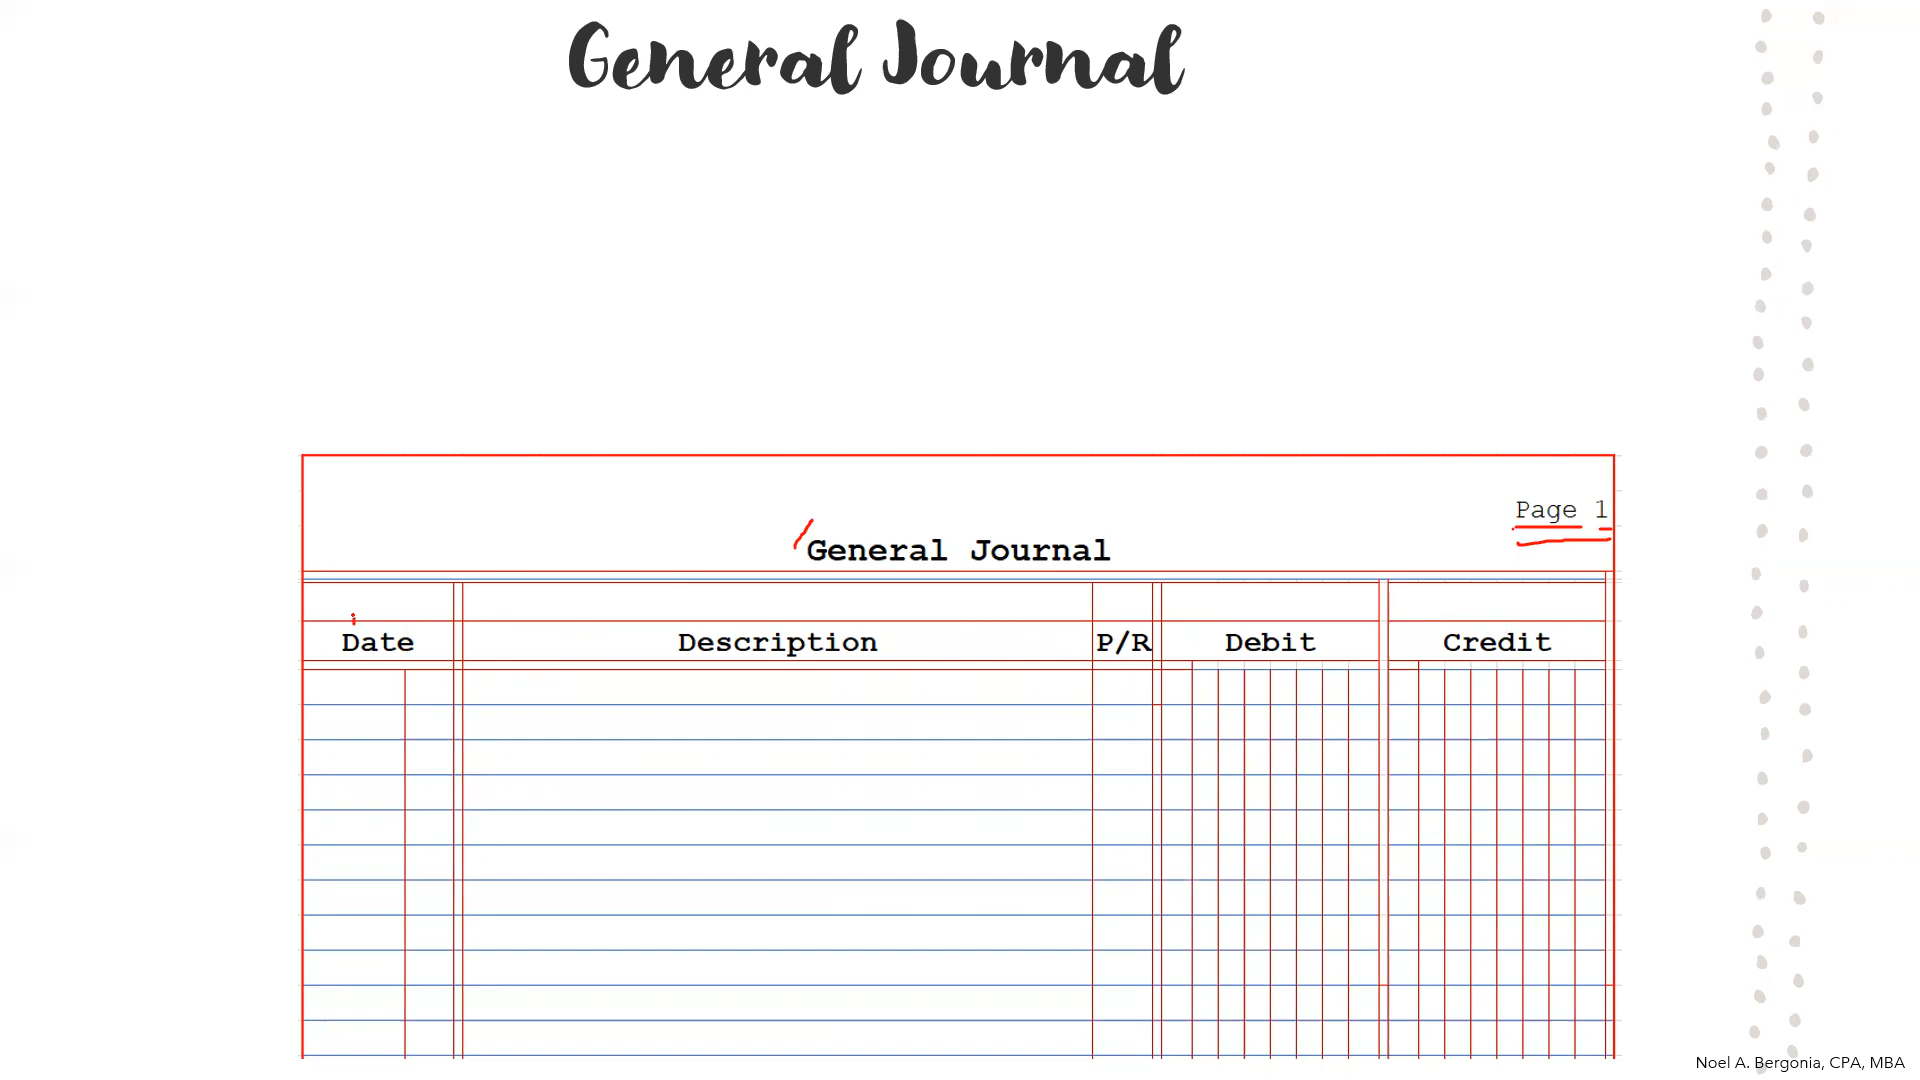 General Journal
Page 1
General Journal
Date Description P/R Debit Credit
Noel A. Bergonia, CPA, MBA